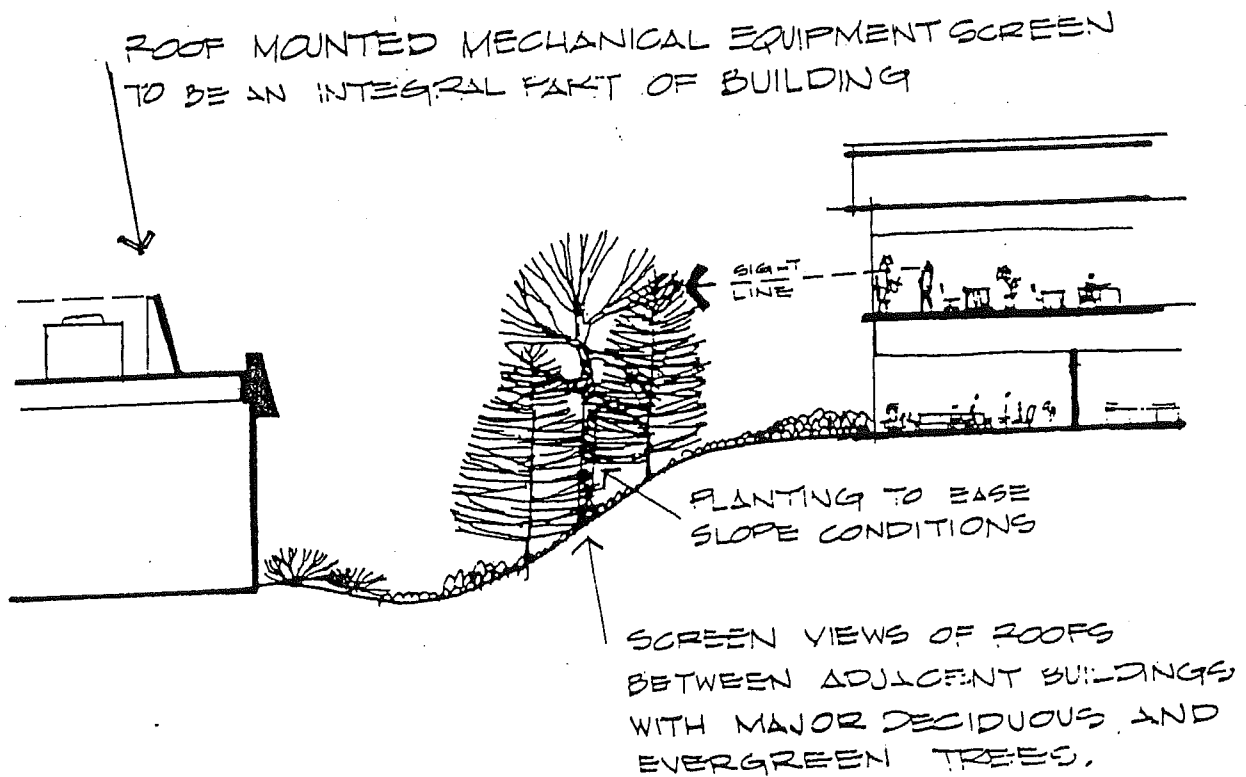 ROOF MOUNTED MECHANICAL EQUIPMENT SCREEN
TO BE AN INTEGRAL PART OF BUILDING
SIGHT
LINE
PLANTING TO EASE
SLOPE CONDITIONS
SCREEN VIEWS OF ROOFS
BETWEEN ADJACENT BUILDINGS
WITH MAJOR DECIDUOUS AND
EVERGREEN TREES.